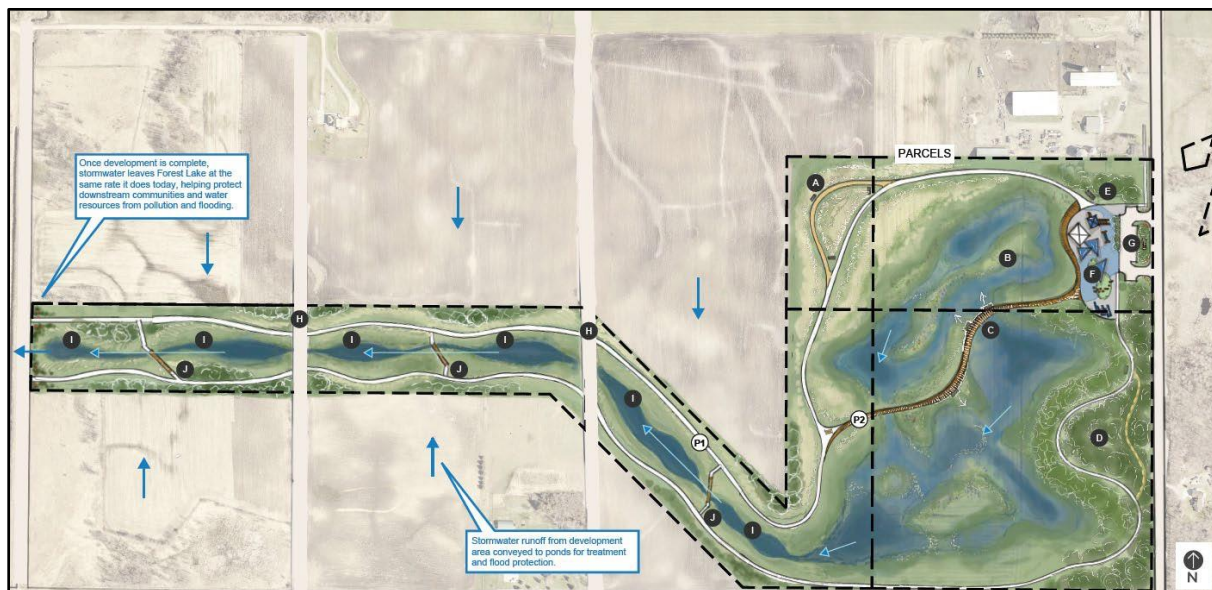 PARCELS
Once development is complete,
stormwater leaves Forest Lake at the
same rate it does today, helping protect
downstream communities and water
resources from pollution and flooding.
A
E
G
B
F
H
C
H
I
I
I
I
J
J
I
P1
P2
D
J
I
Stormwater runoff from development
area conveyed to ponds for treatment
and flood protection.
N